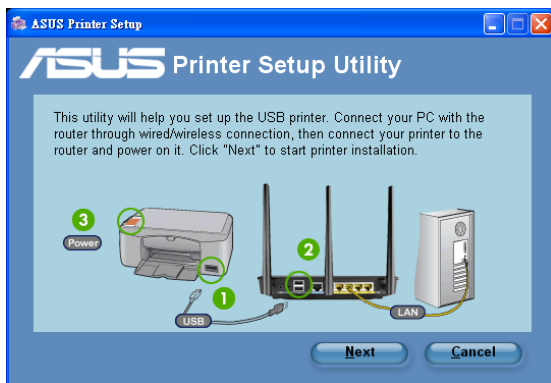 ASUS Printer Setup
ASUS Printer Setup Utility
This utility will help you set up the USB printer. Connect your PC with the
router through wired/wireless connection, then connect your printer to the
router and power on it. Click "Next" to start printer installation.
3
Power
1
USB
2
LAN
Next
Cancel